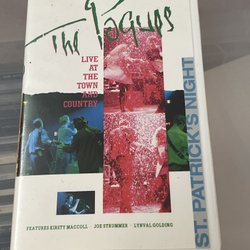 The Pogues
LIVE
AT
THE
TOWN
AND
COUNTRY
ST. PATRICK'S NIGHT
FEATURES KIRSTY MACCOLL JOE STRUMMER LYNVAL GOLDING